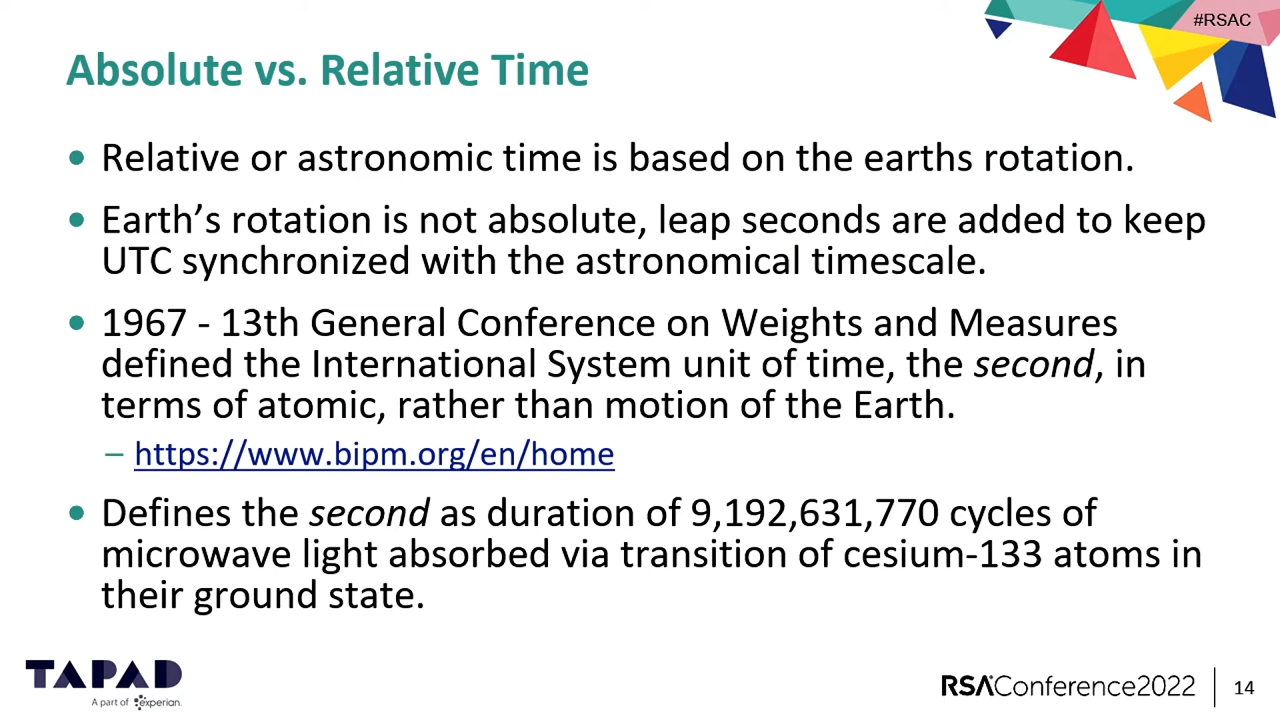 #RSAC
Absolute vs. Relative Time
• Relative or astronomic time is based on the earths rotation.
• Earth’s rotation is not absolute, leap seconds are added to keep
UTC synchronized with the astronomical timescale.
• 1967 - 13th General Conference on Weights and Measures
defined the International System unit of time, the second, in
terms of atomic, rather than motion of the Earth.
– https://www.bipm.org/en/home
• Defines the second as duration of 9,192,631,770 cycles of
microwave light absorbed via transition of cesium-133 atoms in
their ground state.
TAPAD
A part of experian.
RSAConference2022 14